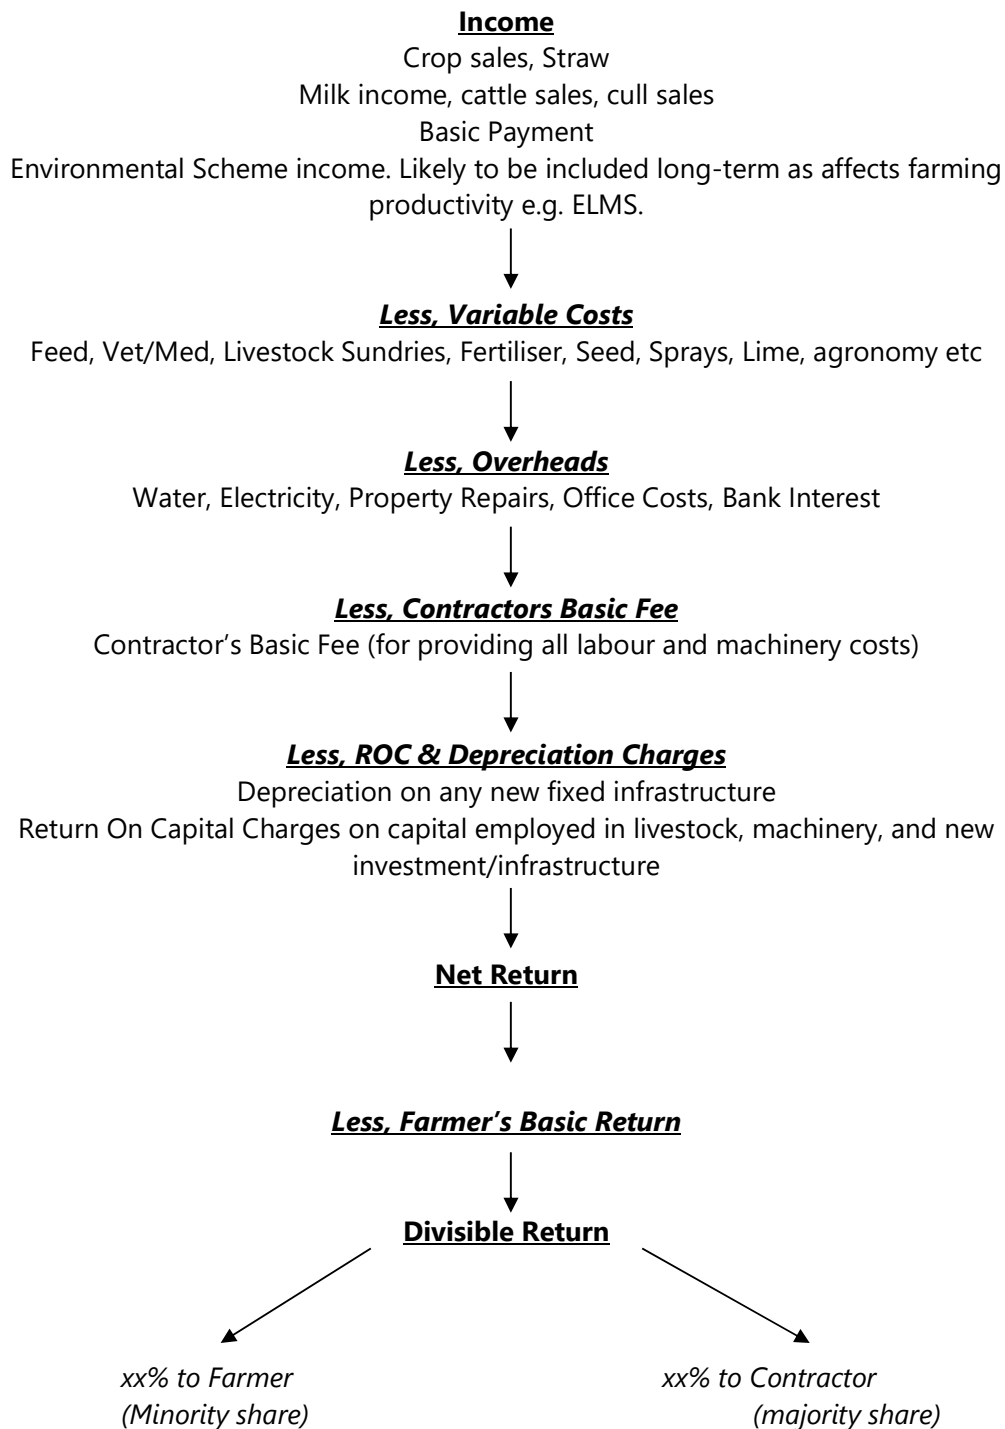 Income
Crop sales, Straw
Milk income, cattle sales, cull sales
Basic Payment
Environmental Scheme income. Likely to be included long-term as affects farming
productivity e.g. ELMS.
Less, Variable Costs
Feed, Vet/Med, Livestock Sundries, Fertiliser, Seed, Sprays, Lime, agronomy etc
Less, Overheads
Water, Electricity, Property Repairs, Office Costs, Bank Interest
Less, Contractors Basic Fee
Contractor’s Basic Fee (for providing all labour and machinery costs)
Less, ROC & Depreciation Charges
Depreciation on any new fixed infrastructure
Return On Capital Charges on capital employed in livestock, machinery, and new
investment/infrastructure
Net Return
Less, Farmer’s Basic Return
Divisible Return
xx% to Farmer
(Minority share)
xx% to Contractor
(majority share)